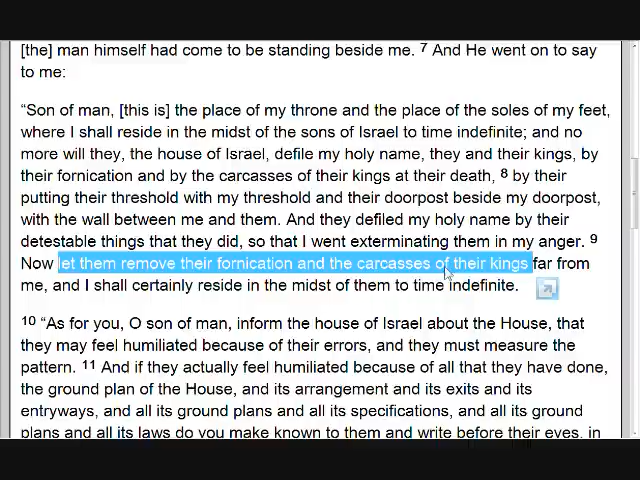 [the] man himself had come to be standing beside me. 7 And He went on to say
to me:
“Son of man, [this is] the place of my throne and the place of the soles of my feet,
where I shall reside in the midst of the sons of Israel to time indefinite; and no
more will they, the house of Israel, defile my holy name, they and their kings, by
their fornication and by the carcasses of their kings at their death, 8 by their
putting their threshold with my threshold and their doorpost beside my doorpost,
with the wall between me and them. And they defiled my holy name by their
detestable things that they did, so that I went exterminating them in my anger. 9
Now let them remove their fornication and the carcasses of their kings far from
me, and I shall certainly reside in the midst of them to time indefinite.
10 “As for you, O son of man, inform the house of Israel about the House, that
they may feel humiliated because of their errors, and they must measure the
pattern. 11 And if they actually feel humiliated because of all that they have done,
the ground plan of the House, and its arrangement and its exits and its
entryways, and all its ground plans and all its specifications, and all its ground
plans and all its laws do you make known to them and write before their eyes, in